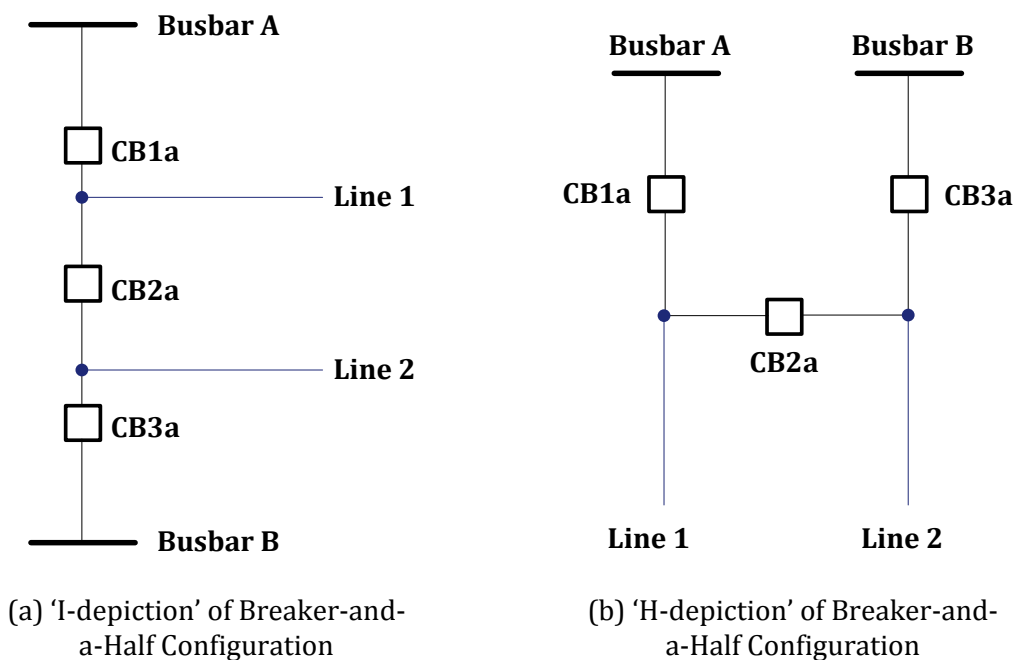 Busbar A
CB1a
Line 1
CB2a
Line 2
CB3a
Busbar B
(a) ‘I-depiction’ of Breaker-and-
a-Half Configuration
Busbar A
Busbar B
CB1a
CB3a
CB2a
Line 1
Line 2
(b) ‘H-depiction’ of Breaker-and-
a-Half Configuration